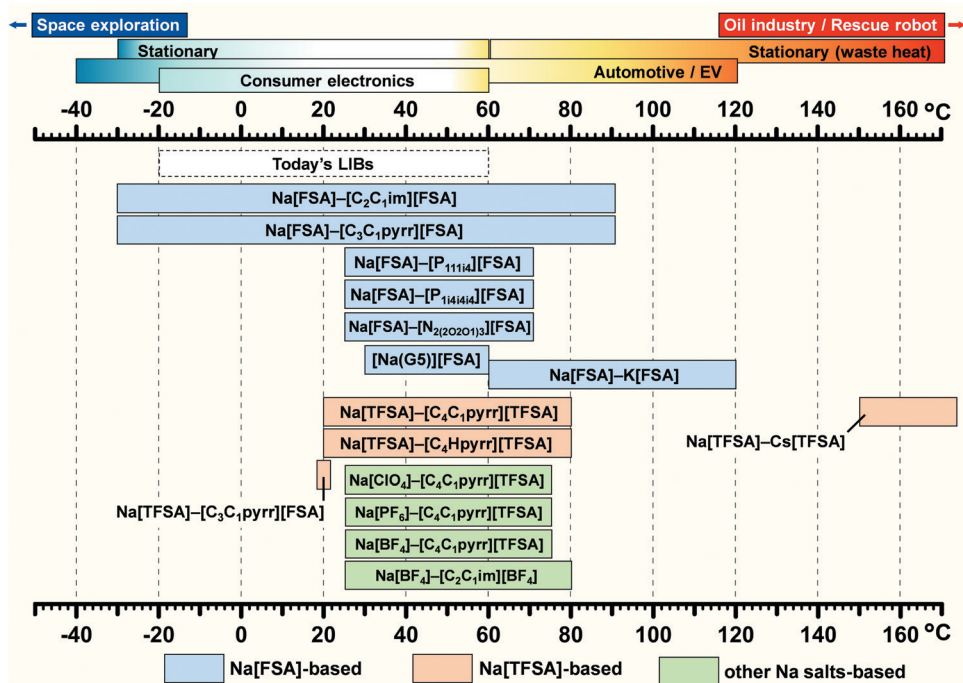 Space exploration
Oil industry / Rescue robot
Stationary
Stationary (waste heat)
Automotive / EV
Consumer electronics
-40 -20 0 20 40 60 80 100 120 140 160 °C
Today's LIBs
Na[FSA]–[C₂C₁im][FSA]
Na[FSA]–[C₃C₁pyrr][FSA]
Na[FSA]–[P₁₁₁ᵢ₄][FSA]
Na[FSA]–[P₁ᵢ₄ᵢ₄ᵢ₄][FSA]
Na[FSA]–[N₂₍₂O₂O₁₎₃][FSA]
[Na(G5)][FSA]
Na[FSA]–K[FSA]
Na[TFSA]–[C₄C₁pyrr][TFSA]
Na[TFSA]–Cs[TFSA]
Na[TFSA]–[C₄Hpyrr][TFSA]
Na[TFSA]–[C₃C₁pyrr][FSA]
Na[ClO₄]–[C₄C₁pyrr][TFSA]
Na[PF₆]–[C₄C₁pyrr][TFSA]
Na[BF₄]–[C₄C₁pyrr][TFSA]
Na[BF₄]–[C₂C₁im][BF₄]
-40 -20 0 20 40 60 80 100 120 140 160 °C
Na[FSA]-based
Na[TFSA]-based
other Na salts-based